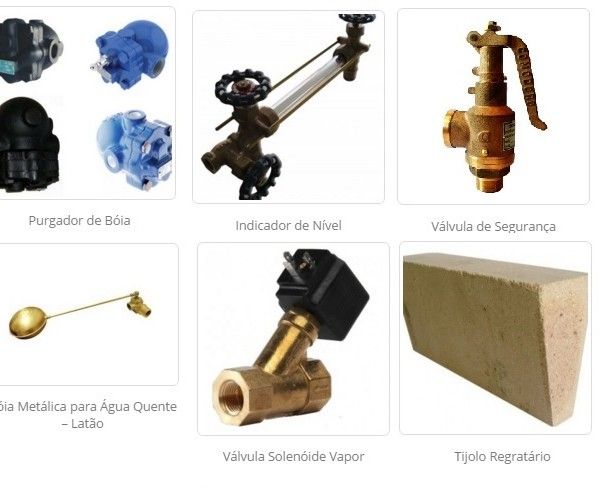 Purgador de Bóia
Indicador de Nível
Válvula de Segurança
óia Metálica para Água Quente
– Latão
Válvula Solenóide Vapor
Tijolo Regratário